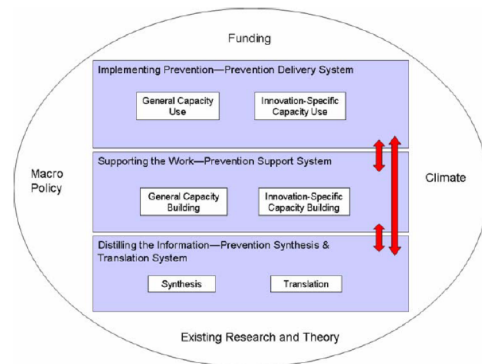 Funding
Implementing Prevention—Prevention Delivery System
General Capacity
Use
Innovation-Specific
Capacity Use
Macro
Policy
Supporting the Work—Prevention Support System
Climate
General Capacity
Building
Innovation-Specific
Capacity Building
Distilling the Information—Prevention Synthesis &
Translation System
Synthesis
Translation
Existing Research and Theory